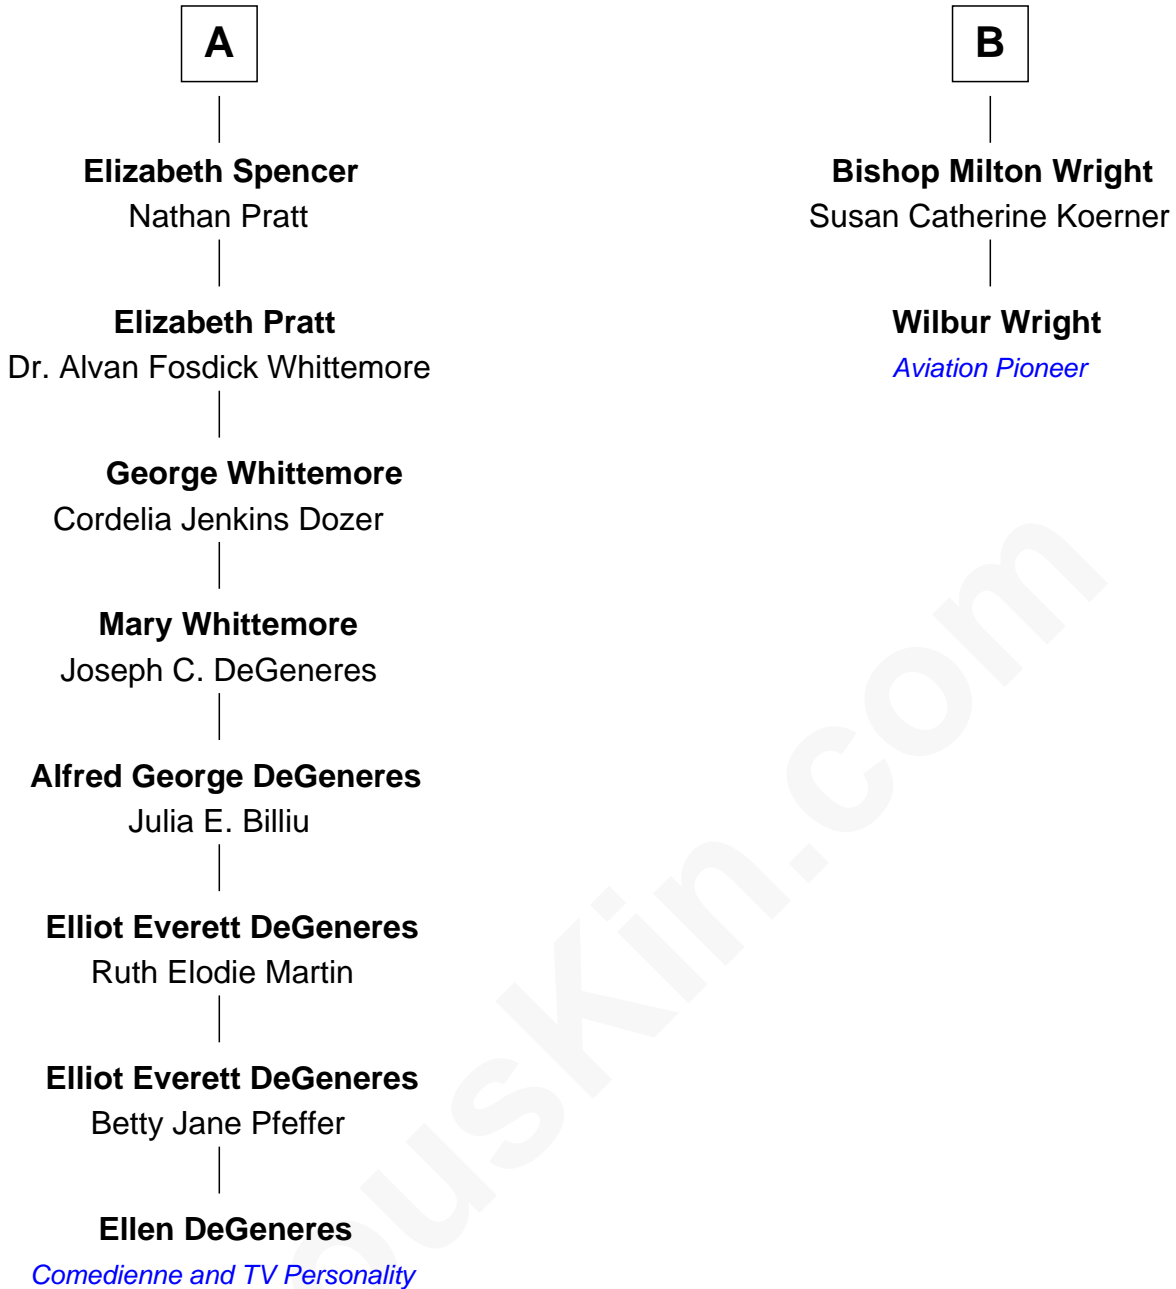 A
Elizabeth Spencer
Nathan Pratt
Elizabeth Pratt
Dr. Alvan Fosdick Whittemore
George Whittemore
Cordelia Jenkins Dozer
Mary Whittemore
Joseph C. DeGeneres
Alfred George DeGeneres
Julia E. Billiu
Elliot Everett DeGeneres
Ruth Elodie Martin
Elliot Everett DeGeneres
Betty Jane Pfeffer
Ellen DeGeneres
Comedienne and TV Personality
B
Bishop Milton Wright
Susan Catherine Koerner
Wilbur Wright
Aviation Pioneer
ousKin.com